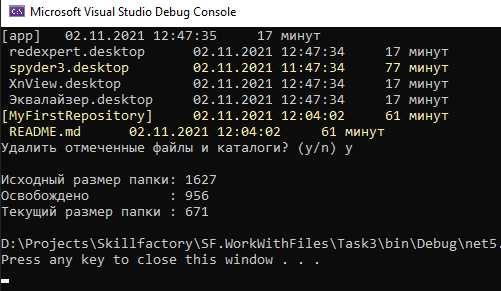 Microsoft Visual Studio Debug Console
[app] 02.11.2021 12:47:35 17 минут
redexpert.desktop 02.11.2021 12:47:34 17 минут
spyder3.desktop 02.11.2021 11:47:34 77 минут
XnView.desktop 02.11.2021 12:47:34 17 минут
Эквалайзер.desktop 02.11.2021 12:47:34 17 минут
[MyFirstRepository] 02.11.2021 12:04:02 61 минут
README.md 02.11.2021 12:04:02 61 минут
Удалить отмеченные файлы и каталоги? (y/n) y
Исходный размер папки: 1627
Освобождено : 956
Текущий размер папки : 671
D:\Projects\Skillfactory\SF.WorkWithFiles\Task3\bin\Debug\net5.
Press any key to close this window . . .